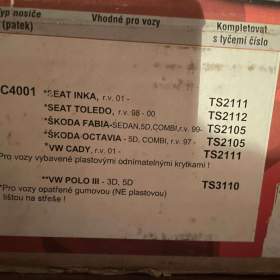 Typ nosiče Vhodné pro vozy Kompletovat
(patek) s tyčemi číslo
C4001 *SEAT INKA, r.v. 01- TS2111
*SEAT TOLEDO, r.v. 98 - 00 TS2112
*ŠKODA FABIA-SEDAN,5D,COMBI,r.v. 99- TS2105
*ŠKODA OCTAVIA - 5D, COMBI, r.v. 97 - TS2105
*VW CADY, r.v. 01- TS2111
*Pro vozy vybavené plastovými odnímatelnými krytkami !
**VW POLO III - 3D, 5D TS3110
*Pro vozy opatřené gumovou (NE plastovou)
lištou na střeše !